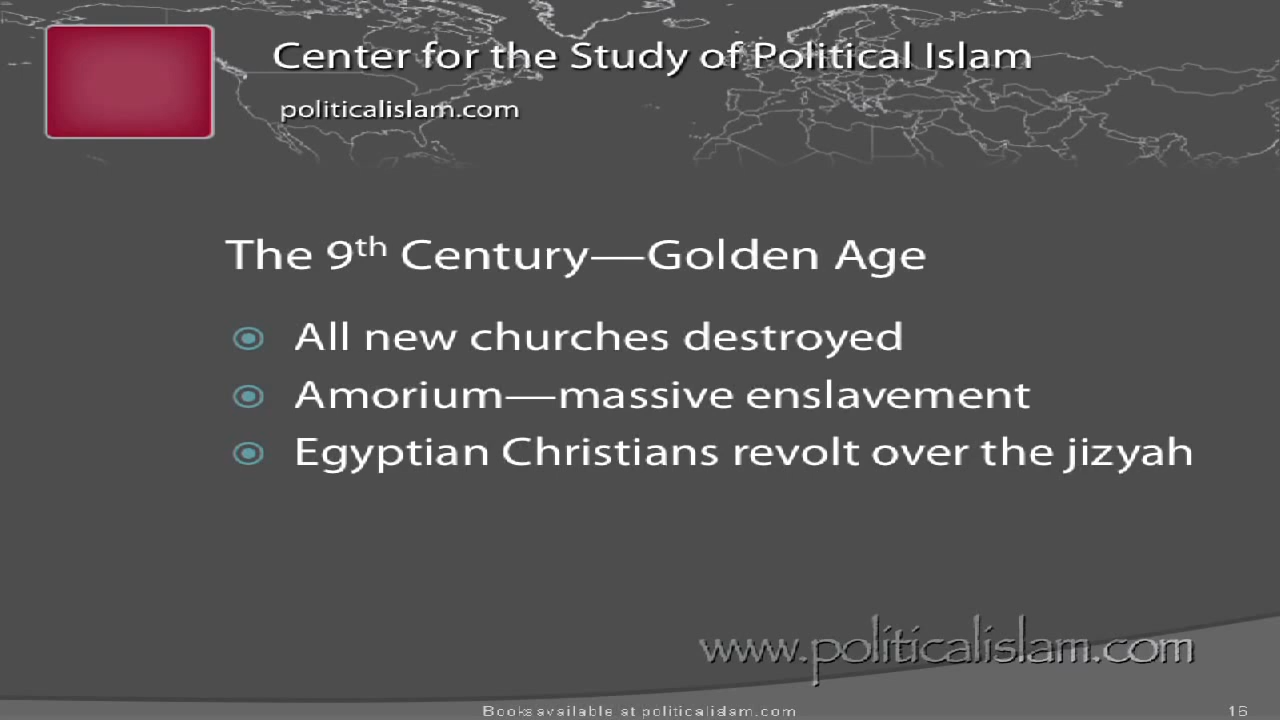 Center for the Study of Political Islam
politicalislam.com
The 9th Century—Golden Age
All new churches destroyed
Amorium—massive enslavement
Egyptian Christians revolt over the jizyah
www.politicalislam.com
Books available at politicalislam.com
16